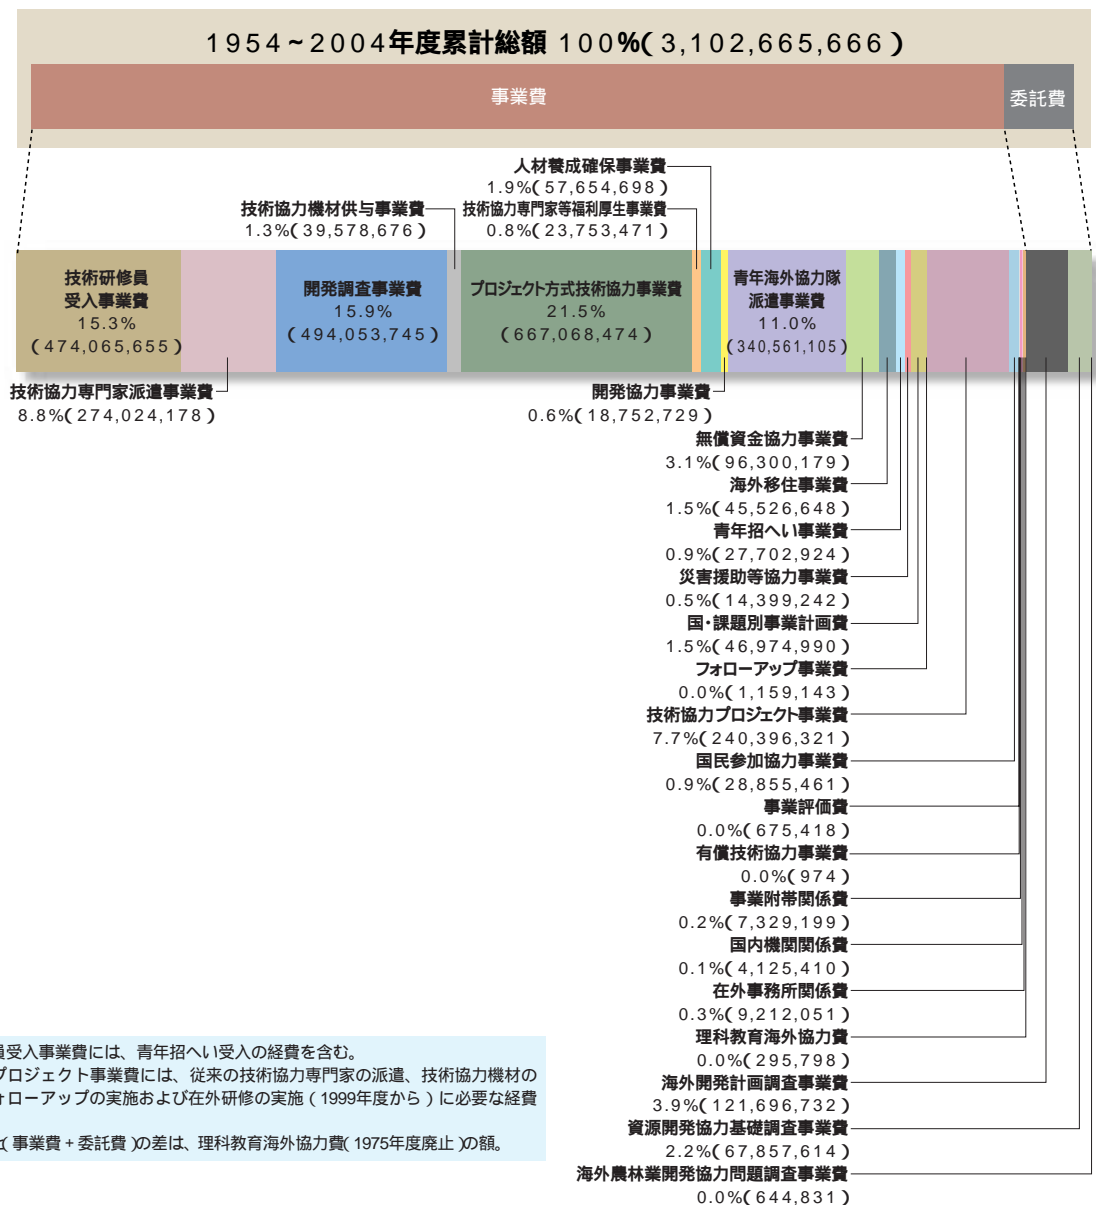 1954~2004年度累計総額 100%(3,102,665,666)
事業費
委託費
人材養成確保事業費
1.9%(57,654,698)
技術協力機材供与事業費
1.3%(39,578,676)
技術協力専門家等福利厚生事業費
0.8%(23,753,471)
技術研修員
受入事業費
15.3%
(474,065,655)
開発調査事業費
15.9%
(494,053,745)
プロジェクト方式技術協力事業費
21.5%
(667,068,474)
青年海外協力隊
派遣事業費
11.0%
(340,561,105)
技術協力専門家派遣事業費
8.8%(274,024,178)
開発協力事業費
0.6%(18,752,729)
無償資金協力事業費
3.1%(96,300,179)
海外移住事業費
1.5%(45,526,648)
青年招へい事業費
0.9%(27,702,924)
災害援助等協力事業費
0.5%(14,399,242)
国・課題別事業計画費
1.5%(46,974,990)
フォローアップ事業費
0.0%(1,159,143)
技術協力プロジェクト事業費
7.7%(240,396,321)
国民参加協力事業費
0.9%(28,855,461)
事業評価費
0.0%(675,418)
有償技術協力事業費
0.0%(974)
事業附帯関係費
0.2%(7,329,199)
国内機関関係費
0.1%(4,125,410)
在外事務所関係費
0.3%(9,212,051)
理科教育海外協力費
0.0%(295,798)
海外開発計画調査事業費
3.9%(121,696,732)
資源開発協力基礎調査事業費
2.2%(67,857,614)
海外農林業開発協力問題調査事業費
0.0%(644,831)
員受入事業費には、青年招へい受入の経費を含む。
プロジェクト事業費には、従来の技術協力専門家の派遣、技術協力機材の
ォローアップの実施および在外研修の実施(1999年度から)に必要な経費
(事業費+委託費)の差は、理科教育海外協力費(1975年度廃止)の額。